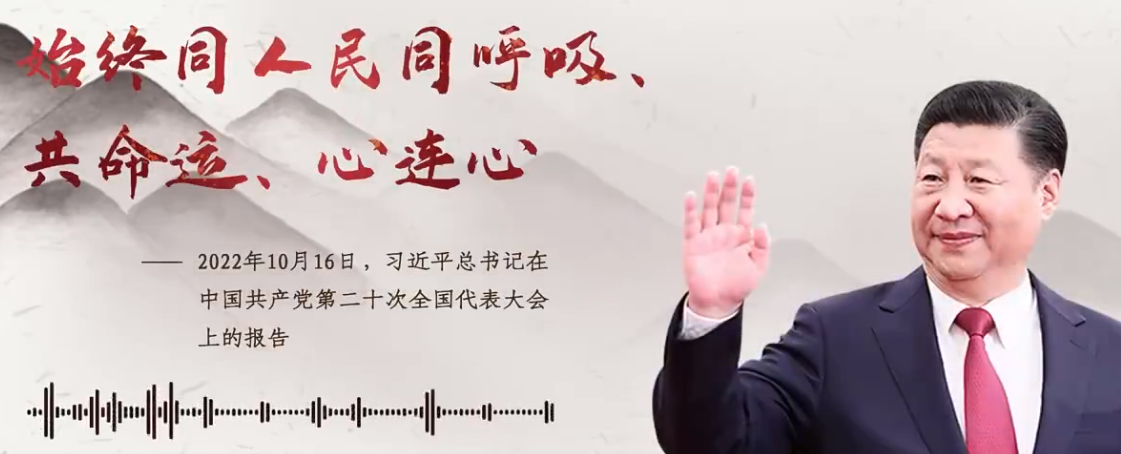 始终同人民同呼吸、
共命运、心连心
—— 2022年10月16日，习近平总书记在
中国共产党第二十次全国代表大会
上的报告